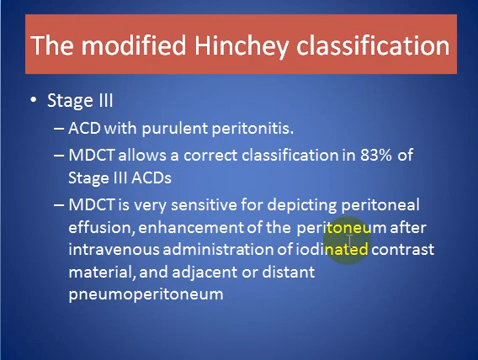 The modified Hinchey classification
• Stage III
– ACD with purulent peritonitis.
– MDCT allows a correct classification in 83% of
Stage III ACDs
– MDCT is very sensitive for depicting peritoneal
effusion, enhancement of the peritoneum after
intravenous administration of iodinated contrast
material, and adjacent or distant
pneumoperitoneum